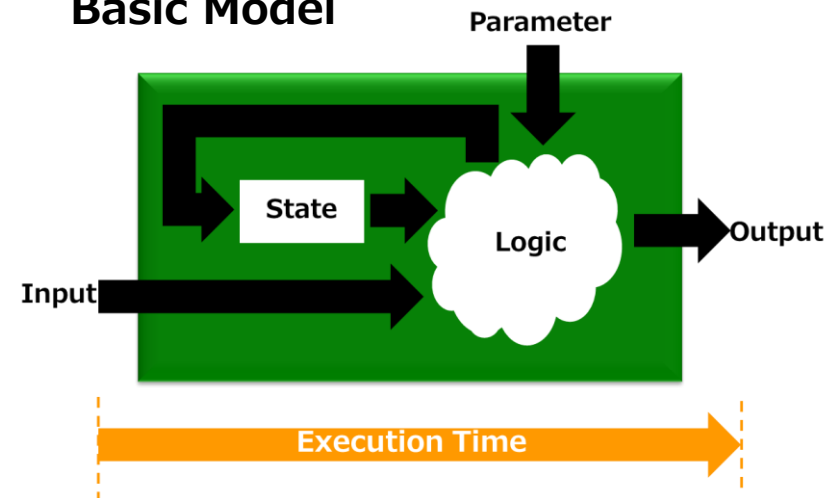 Basic Model
Parameter
State
Logic
Output
Input
Execution Time